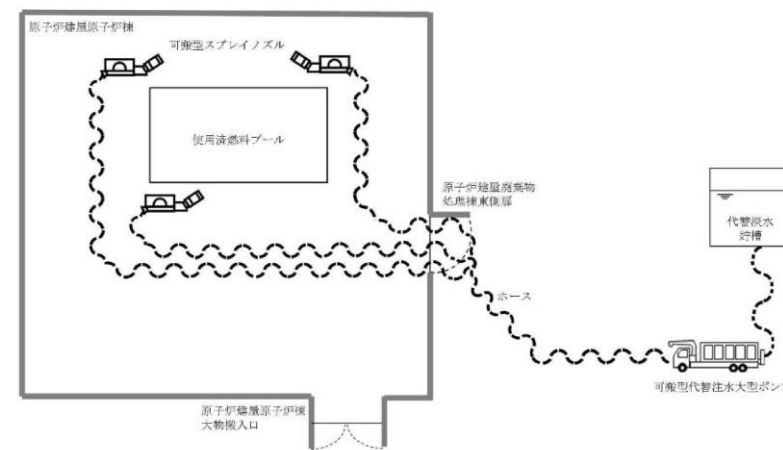 原子炉建屋原子炉棟
可搬型スプレイノズル
使用済燃料プール
原子炉建屋廃棄物
処理棟東側扉
代替淡水
貯槽
ホース
可搬型代替注水大型ポンプ
原子炉建屋原子炉棟
大物搬入口